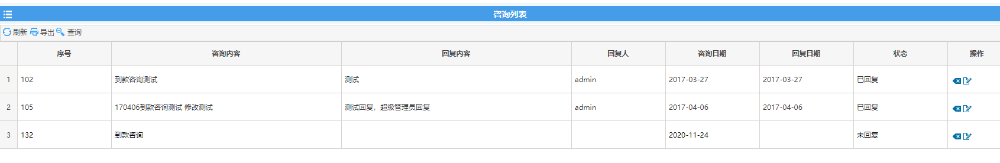 咨询列表
刷新 导出 查询
序号 咨询内容 回复内容 回复人 咨询日期 回复日期 状态 操作
1 102 到款咨询测试 测试 admin 2017-03-27 2017-03-27 已回复
2 105 170406到款咨询测试 修改测试 测试回复，超级管理员回复 admin 2017-04-06 2017-04-06 已回复
3 132 到款咨询 2020-11-24 未回复